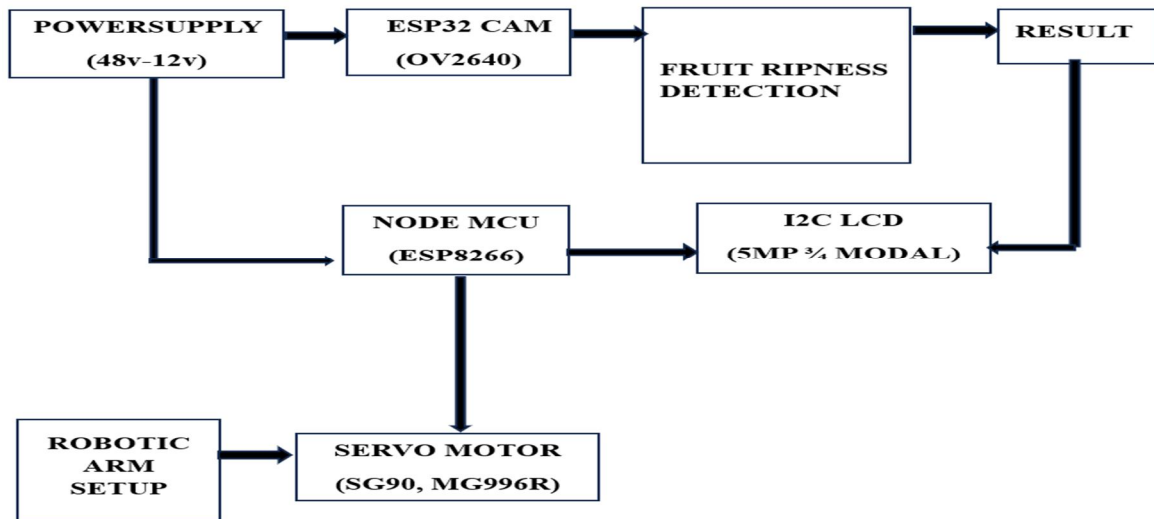 POWERSUPPLY
(48v-12v)
ESP32 CAM
(OV2640)
FRUIT RIPNESS
DETECTION
RESULT
NODE MCU
(ESP8266)
I2C LCD
(5MP ¾ MODAL)
ROBOTIC
ARM
SETUP
SERVO MOTOR
(SG90, MG996R)